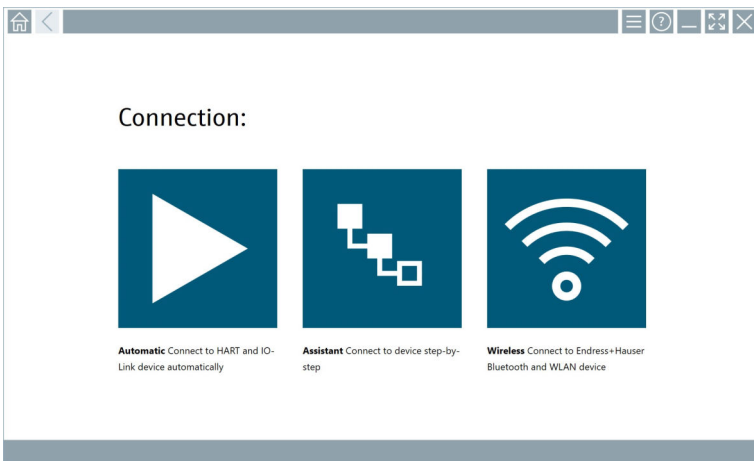 Connection:
Automatic Connect to HART and IO-
Link device automatically
Assistant Connect to device step-by-
step
Wireless Connect to Endress+Hauser
Bluetooth and WLAN device